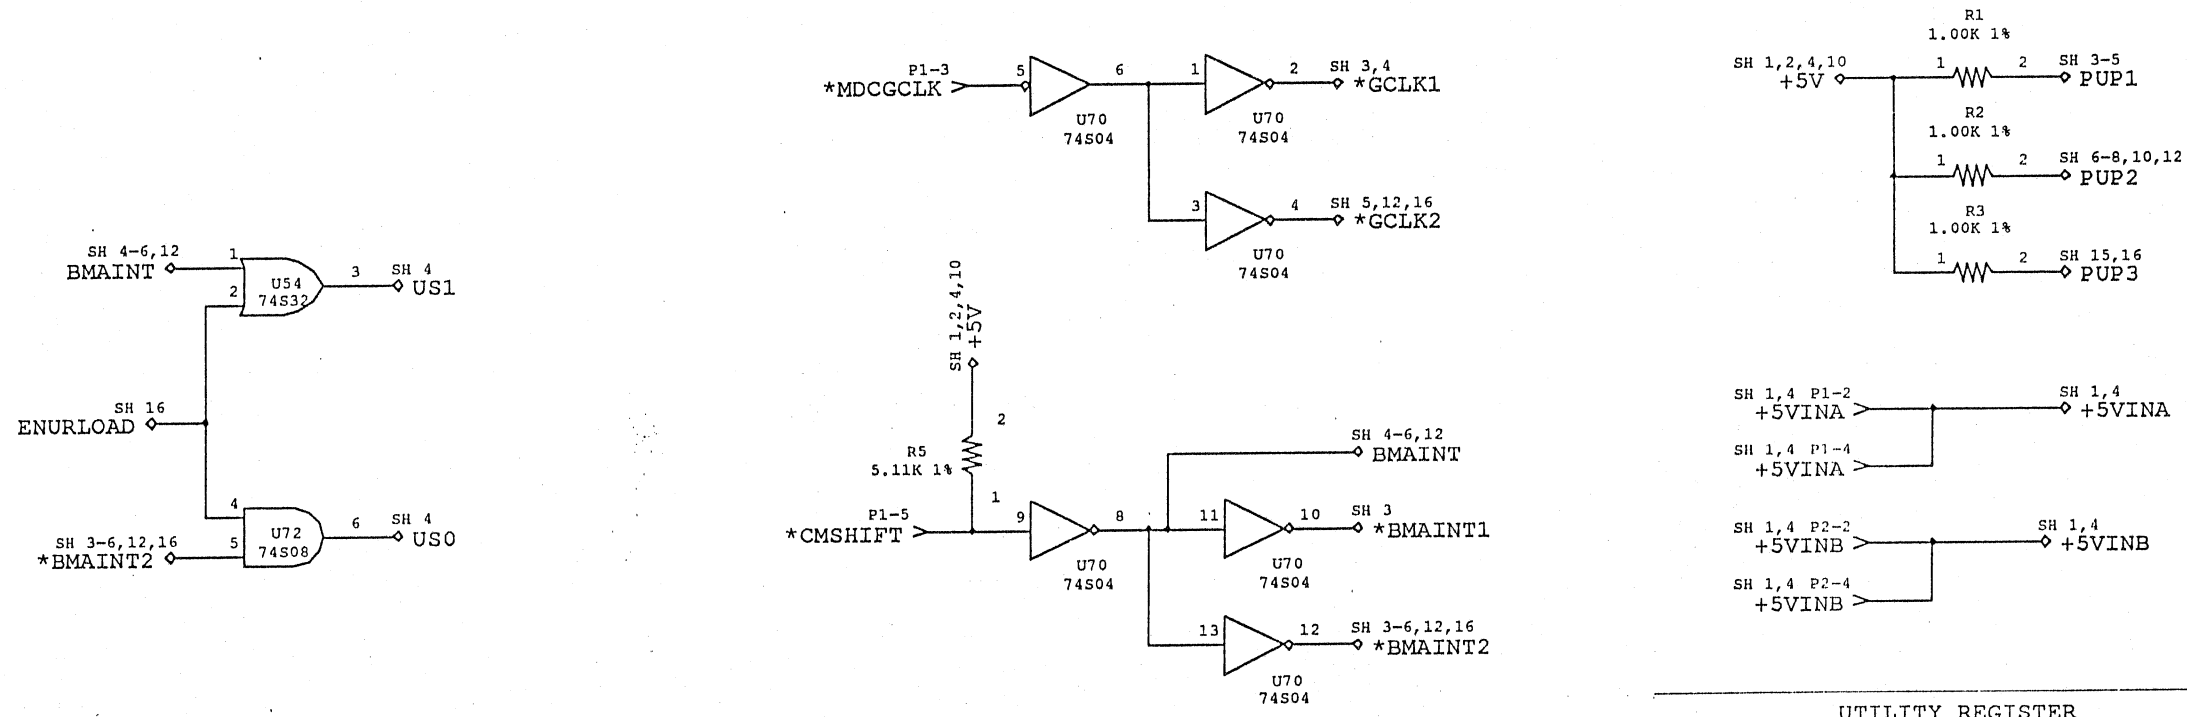 SH 4-6,12
BMAINT
1
2
U54
74S32
3
SH 4
US1
SH 16
ENURLOAD
4
5
U72
74S08
6
SH 4
US0
SH 3-6,12,16
*BMAINT2
P1-3
*MDCGCLK
5
6
U70
74S04
1
2
SH 3,4
*GCLK1
U70
74S04
3
4
SH 5,12,16
*GCLK2
U70
74S04
SH 1,2,4,10
+5V
2
R5
5.11K 1%
1
P1-5
*CMSHIFT
9
8
U70
74S04
SH 4-6,12
BMAINT
11
10
SH 3
*BMAINT1
U70
74S04
13
12
SH 3-6,12,16
*BMAINT2
U70
74S04
R1
1.00K 1%
SH 1,2,4,10
+5V
1
2
SH 3-5
PUP1
R2
1.00K 1%
1
2
SH 6-8,10,12
PUP2
R3
1.00K 1%
1
2
SH 15,16
PUP3
SH 1,4 P1-2
+5VINA
SH 1,4
+5VINA
SH 1,4 P1-4
+5VINA
SH 1,4 P2-2
+5VINB
SH 1,4
+5VINB
SH 1,4 P2-4
+5VINB
UTILITY REGISTER